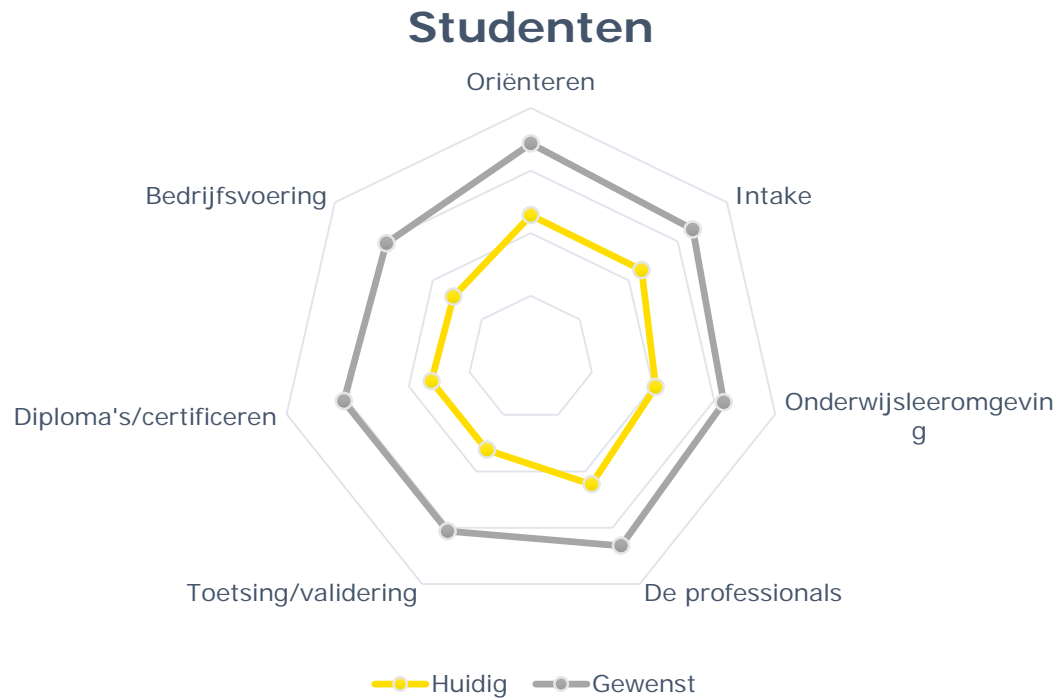 Studenten
Oriënteren
Bedrijfsvoering
Intake
Diploma's/certificeren
Onderwijsleeromgevin
g
Toetsing/validering
De professionals
Huidig
Gewenst